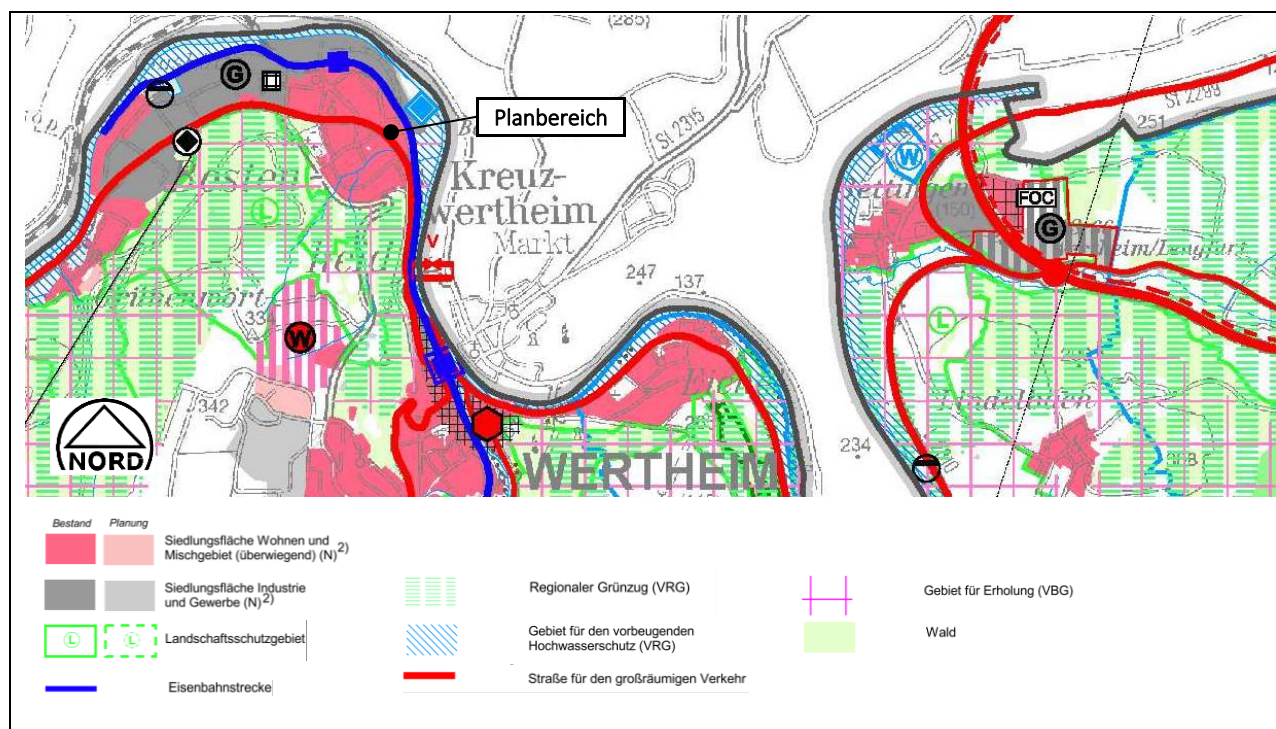 (285)
St 2315
St 2299
251
Planbereich
Kreuz-
wertheim
Markt
G
W
FOC
(150)
G
L
L
V
247
137
334
W
342
234
NORD
WERTHEIM
Bestand Planung
Siedlungsfläche Wohnen und
Mischgebiet (überwiegend) (N)2)
Siedlungsfläche Industrie
und Gewerbe (N)2)
L L Landschaftsschutzgebiet
Eisenbahnstrecke
Regionaler Grünzug (VRG)
Gebiet für den vorbeugenden
Hochwasserschutz (VRG)
Straße für den großräumigen Verkehr
Gebiet für Erholung (VBG)
Wald